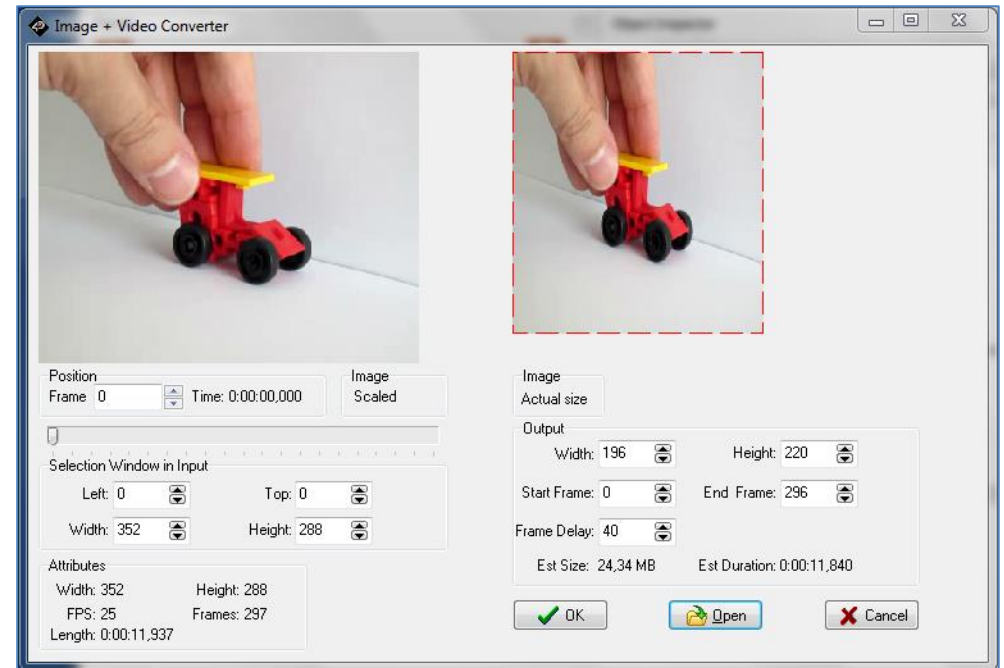 Image + Video Converter
Position
Frame 0 Time: 0:00:00,000
Image
Scaled
Selection Window in Input
Left: 0 Top: 0
Width: 352 Height: 288
Attributes
Width: 352 Height: 288
FPS: 25 Frames: 297
Length: 0:00:11,937
Image
Actual size
Output
Width: 196 Height: 220
Start Frame: 0 End Frame: 296
Frame Delay: 40
Est Size: 24,34 MB Est Duration: 0:00:11,840
OK Open Cancel